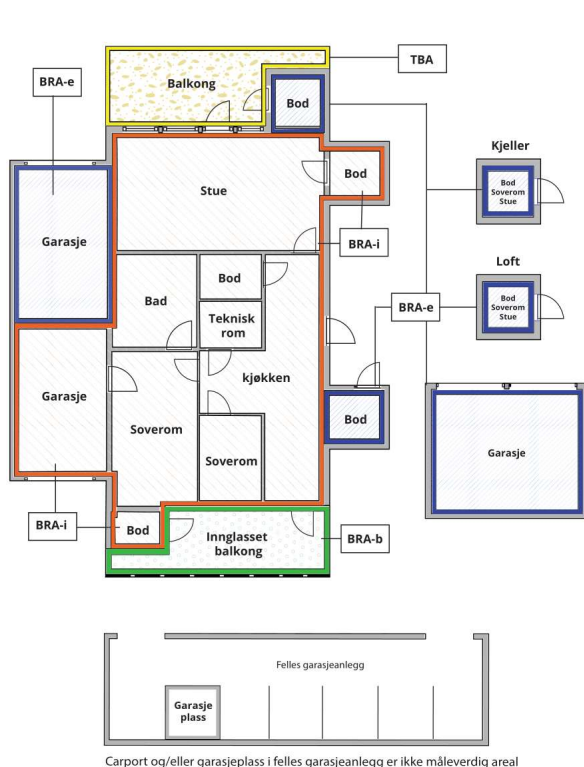 TBA
BRA-e
Balkong
Bod
Kjeller
Stue
Bod
Bod
Soverom
Stue
Garasje
BRA-i
Loft
Bad
Bod
Teknisk
rom
BRA-e
Bod
Soverom
Stue
kjøkken
Garasje
Soverom
Bod
Garasje
Soverom
BRA-i
Bod
Innglasset
balkong
BRA-b
Felles garasjeanlegg
Garasje
plass
Carport og/eller garasjeplass i felles garasjeanlegg er ikke måleverdig areal